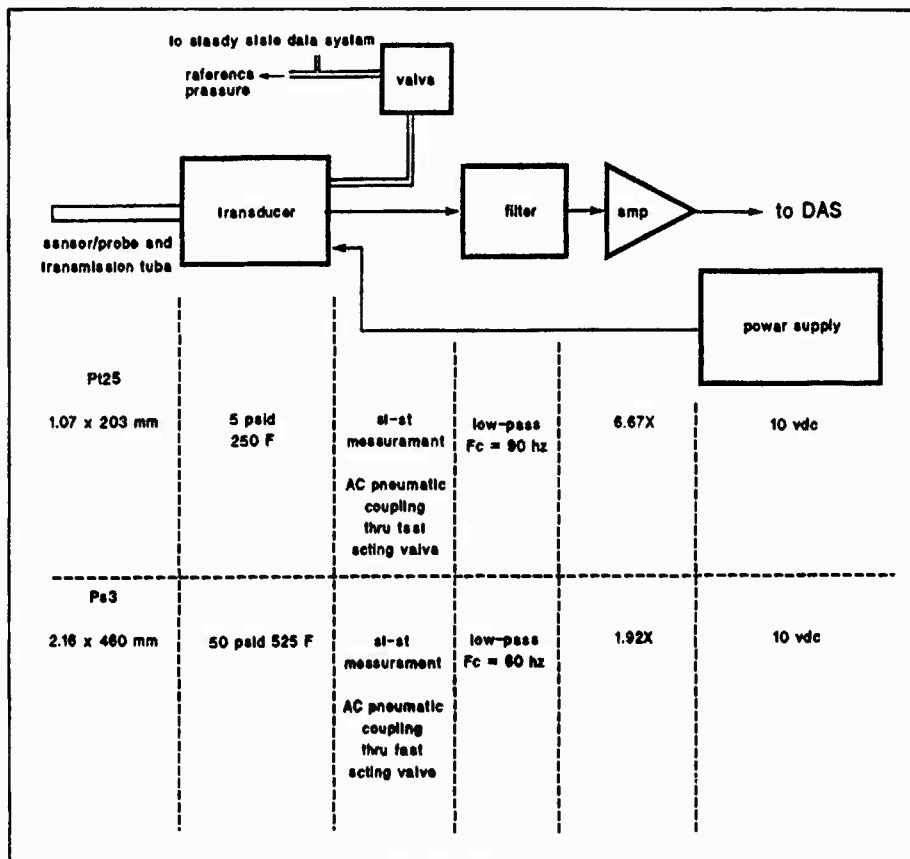 to steady state data system
reference
pressure
valve
transducer
filter
amp
to DAS
sensor/probe and
transmission tube
power supply
Pt25
1.07 x 203 mm
5 psid
250 F
st-st
measurement
AC pneumatic
coupling
thru fast
acting valve
low-pass
Fc = 90 hz
6.67X
10 vdc
Ps3
2.16 x 460 mm
50 psid 525 F
st-st
measurement
AC pneumatic
coupling
thru fast
acting valve
low-pass
Fc = 60 hz
1.92X
10 vdc